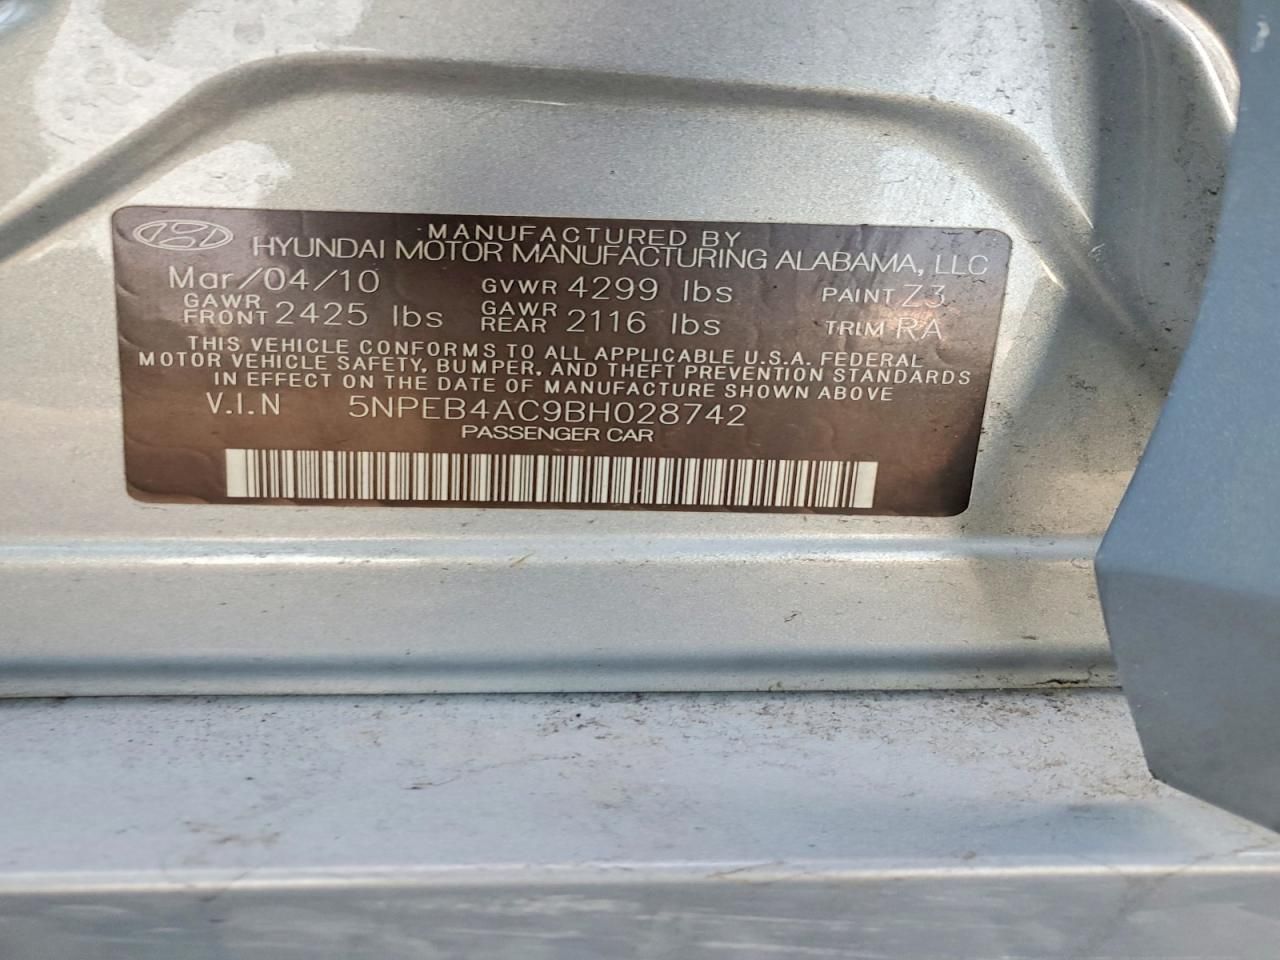 MANUFACTURED BY
HYUNDAI MOTOR MANUFACTURING ALABAMA, LLC
Mar/04/10 GVWR 4299 lbs PAINT Z3
GAWR FRONT 2425 lbs GAWR REAR 2116 lbs TRIM RA
THIS VEHICLE CONFORMS TO ALL APPLICABLE U.S.A. FEDERAL
MOTOR VEHICLE SAFETY, BUMPER, AND THEFT PREVENTION STANDARDS
IN EFFECT ON THE DATE OF MANUFACTURE SHOWN ABOVE
V.I.N 5NPEB4AC9BH028742
PASSENGER CAR